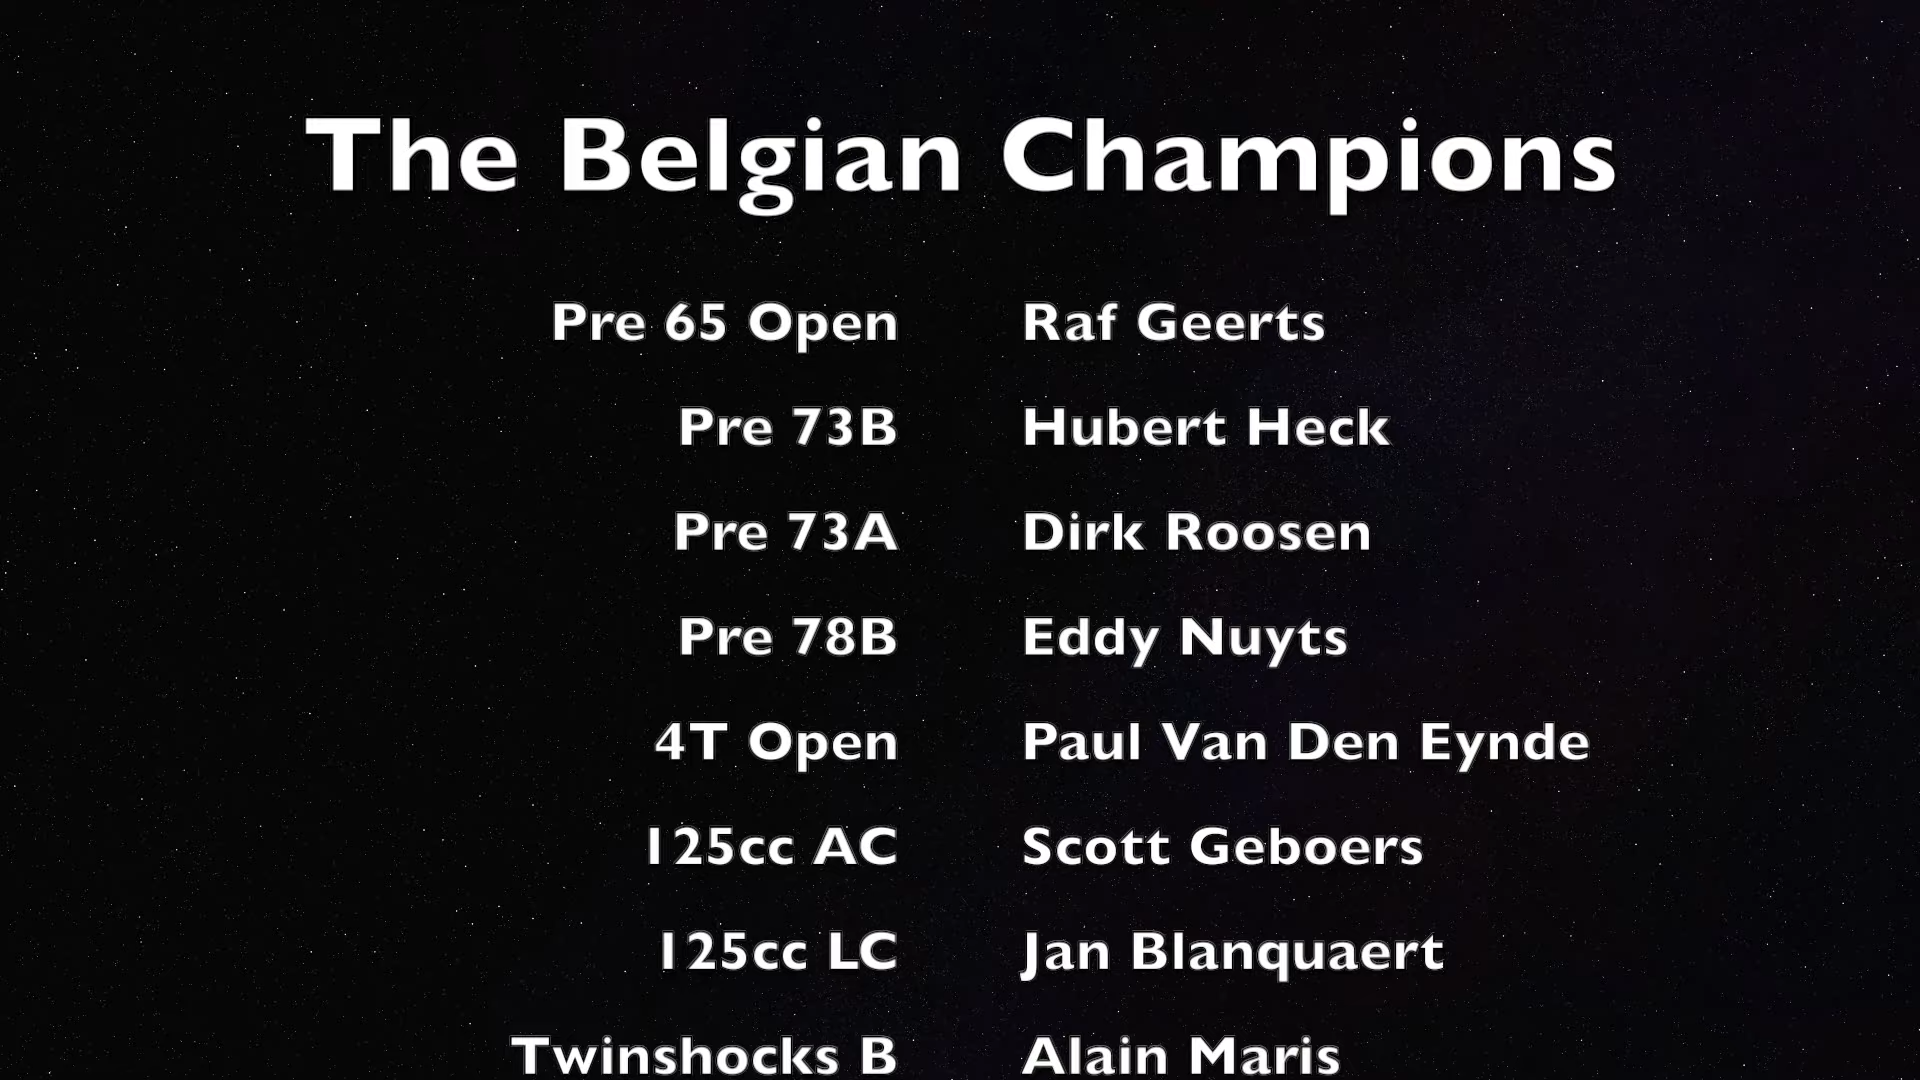 The Belgian Champions
Pre 65 Open Raf Geerts
Pre 73B Hubert Heck
Pre 73A Dirk Roosen
Pre 78B Eddy Nuyts
4T Open Paul Van Den Eynde
125cc AC Scott Geboers
125cc LC Jan Blanquaert
Twinshocks B Alain Maris